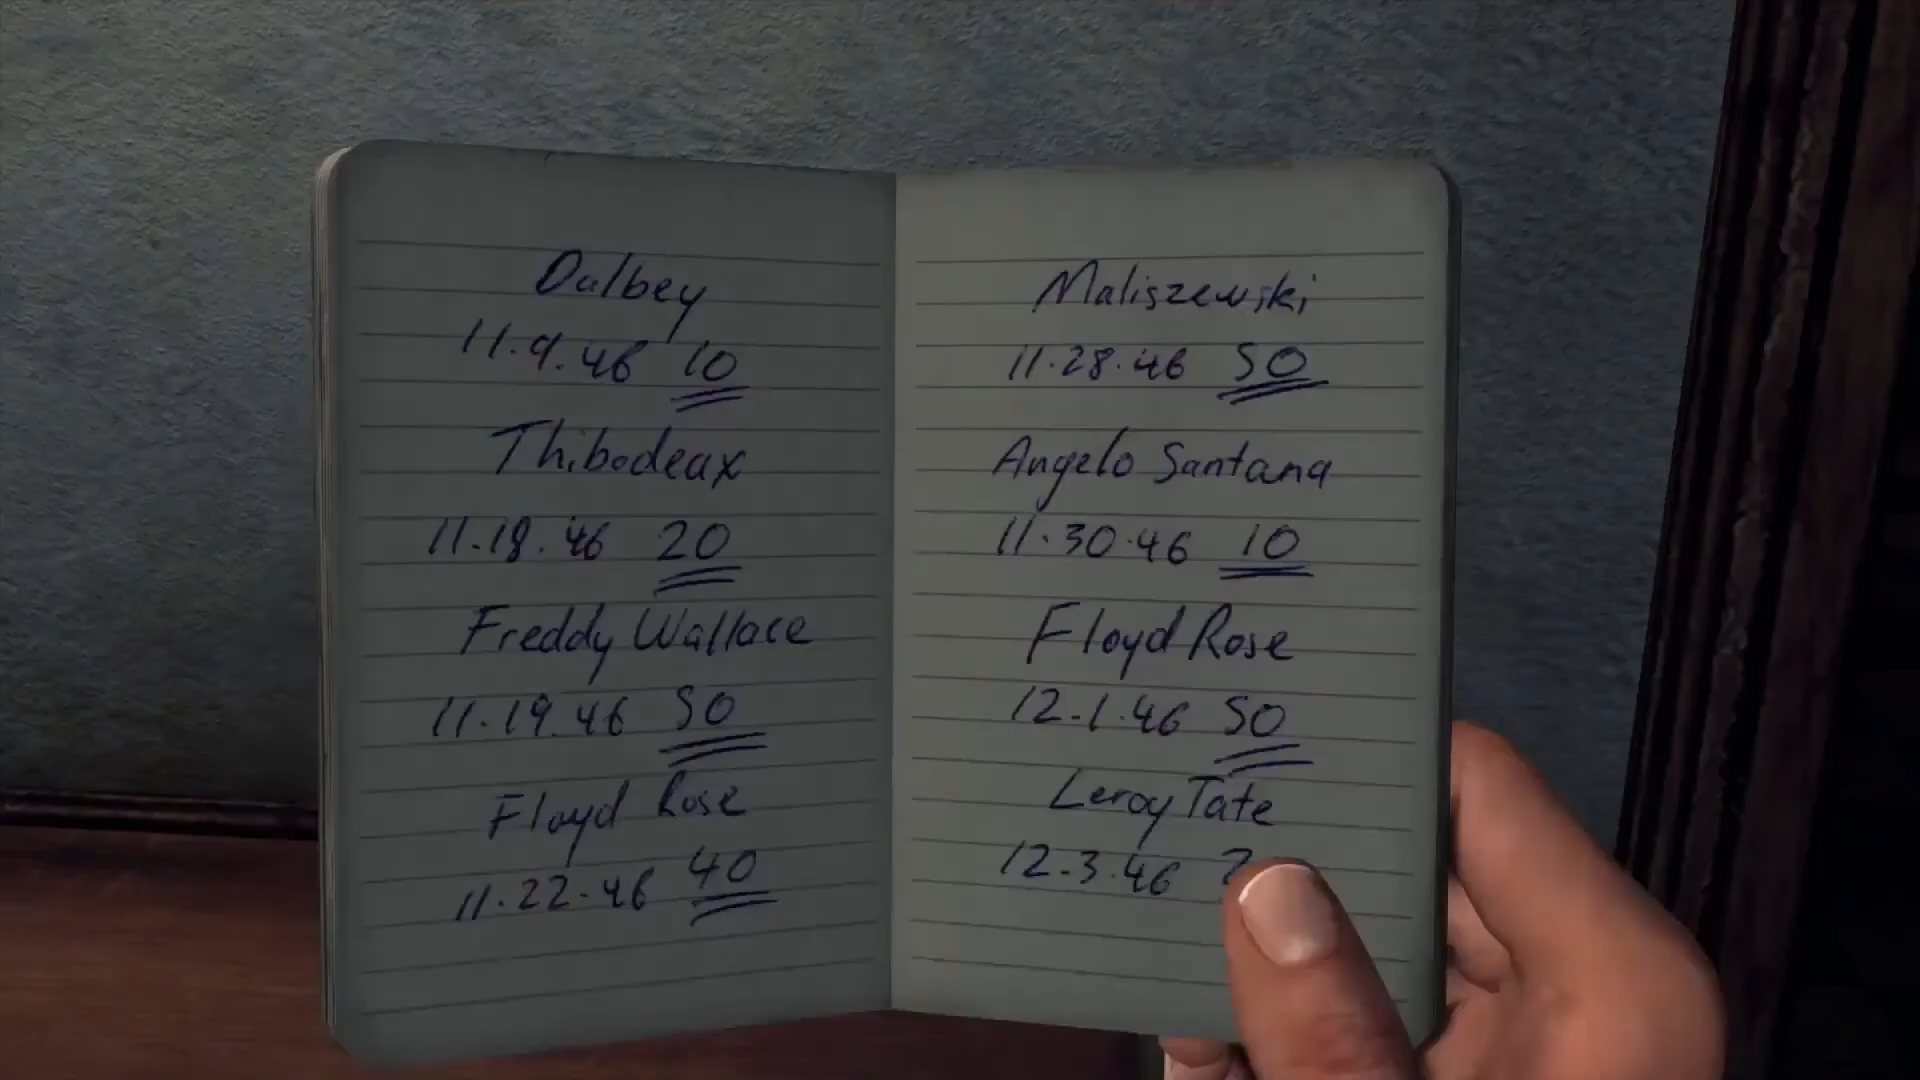 Dalbey
11.9.46 10
Thibodeax
11.18.46 20
Freddy Wallace
11.19.46 50
Floyd Rose
11.22.46 40
Maliszewski
11.28.46 50
Angelo Santana
11.30.46 10
Floyd Rose
12.1.46 50
Leroy Tate
12.3.46